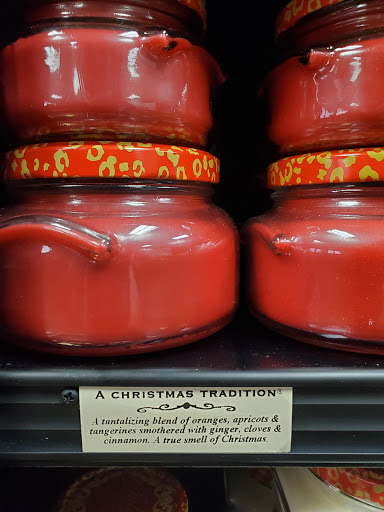 A CHRISTMAS TRADITION®
A tantalizing blend of oranges, apricots &
tangerines smothered with ginger, cloves &
cinnamon. A true smell of Christmas.